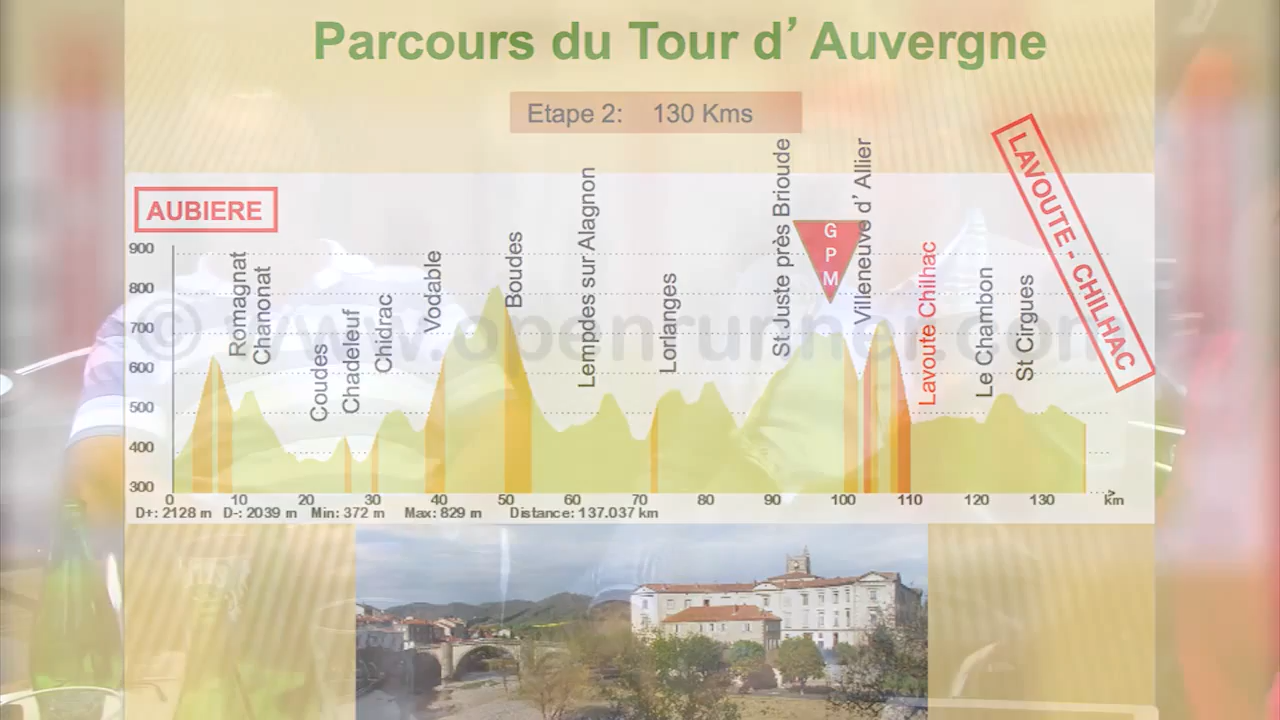 Parcours du Tour d’ Auvergne
Etape 2: 130 Kms
AUBIERE
LAVOUTE - CHILHAC
Romagnat
Chanonat
Coudes
Chadeleuf
Chidrac
Vodable
Boudes
Lempdes sur Alagnon
Lorlanges
St Juste près Brioude
G
P
M
Villeneuve d’ Allier
Lavoute Chilhac
Le Chambon
St Cirgues
© www.openrunner.com
900
800
700
600
500
400
300
0 10 20 30 40 50 60 70 80 90 100 110 120 130 km
D+: 2128 m D-: 2039 m Min: 372 m Max: 829 m Distance: 137.037 km